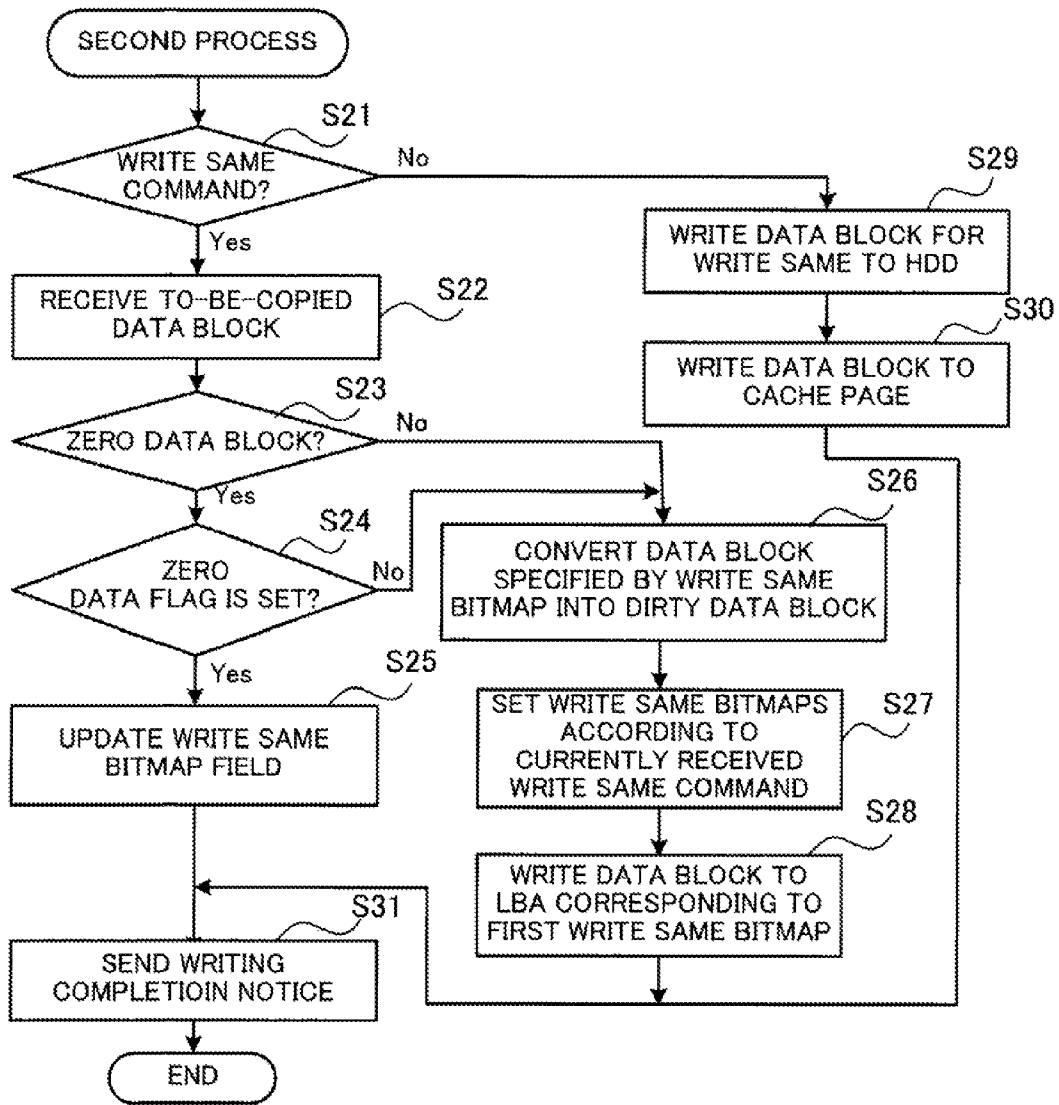 SECOND PROCESS
S21
WRITE SAME
COMMAND?
No
Yes
S29
WRITE DATA BLOCK FOR
WRITE SAME TO HDD
S22
RECEIVE TO-BE-COPIED
DATA BLOCK
S30
WRITE DATA BLOCK TO
CACHE PAGE
S23
ZERO DATA BLOCK?
No
Yes
S24
ZERO
DATA FLAG IS SET?
No
Yes
S26
CONVERT DATA BLOCK
SPECIFIED BY WRITE SAME
BITMAP INTO DIRTY DATA BLOCK
S25
UPDATE WRITE SAME
BITMAP FIELD
S27
SET WRITE SAME BITMAPS
ACCORDING TO
CURRENTLY RECEIVED
WRITE SAME COMMAND
S28
WRITE DATA BLOCK TO
LBA CORRESPONDING TO
FIRST WRITE SAME BITMAP
S31
SEND WRITING
COMPLETIOIN NOTICE
END